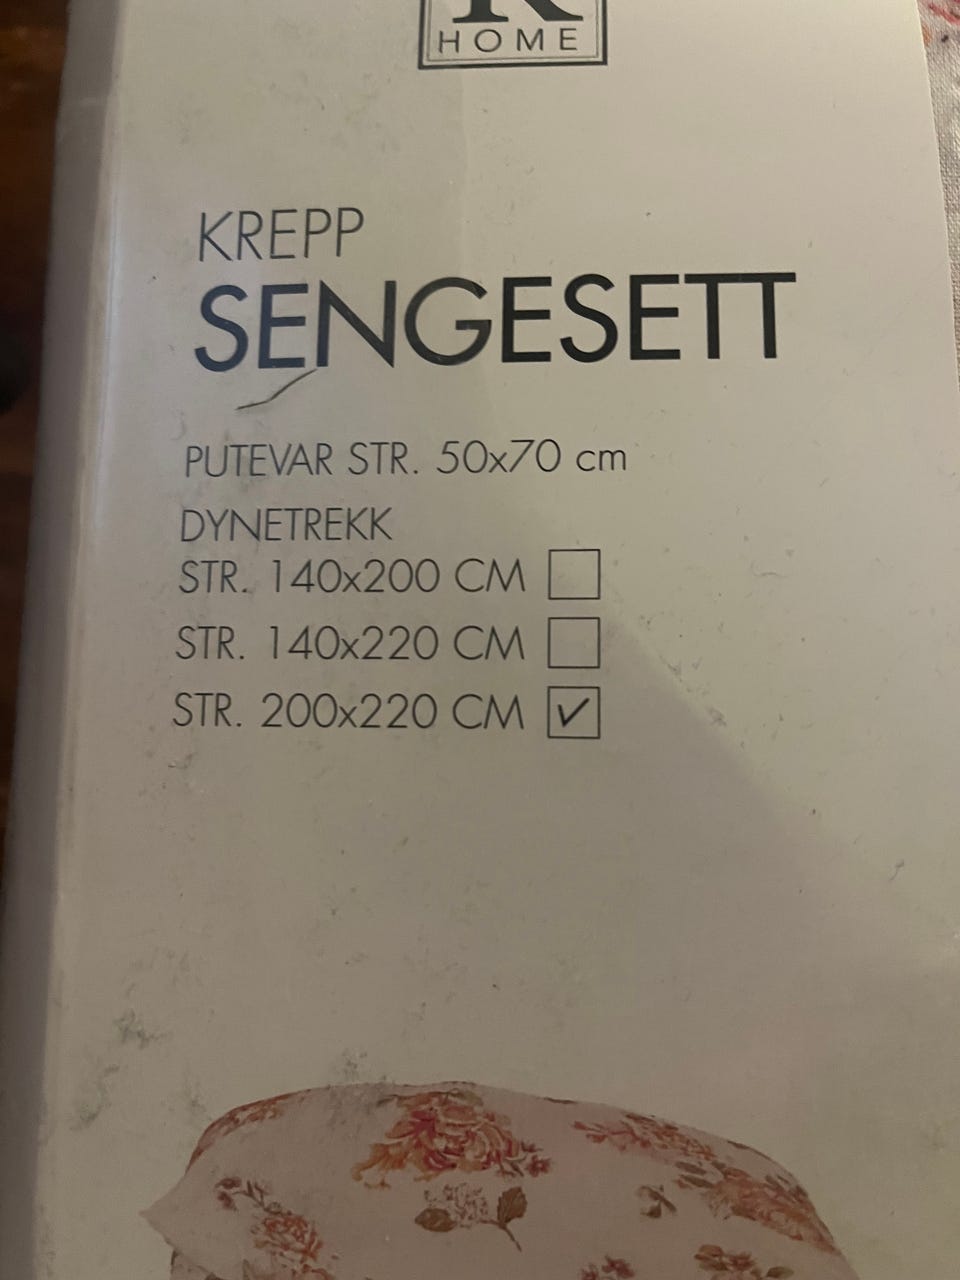 HOME
KREPP
SENGESETT
PUTEVAR STR. 50x70 cm
DYNETREKK
STR. 140x200 CM
STR. 140x220 CM
STR. 200x220 CM ✓